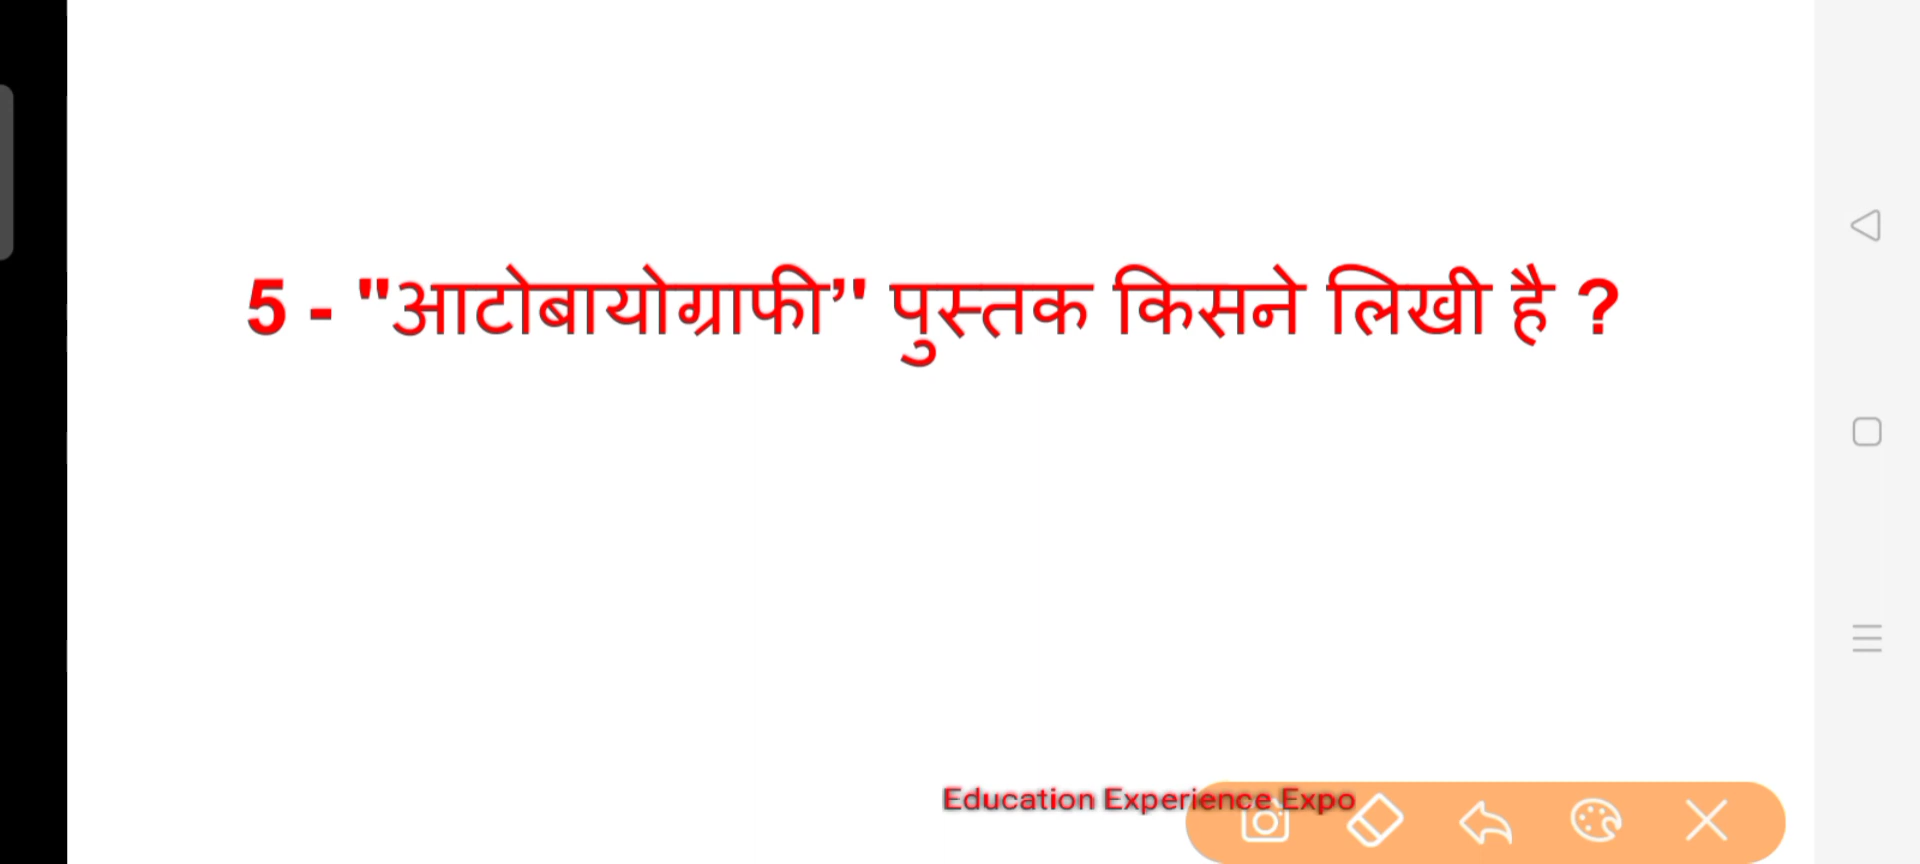 5 - "आटोबायोग्राफी’' पुस्तक किसने लिखी है ?
Education Experience Expo